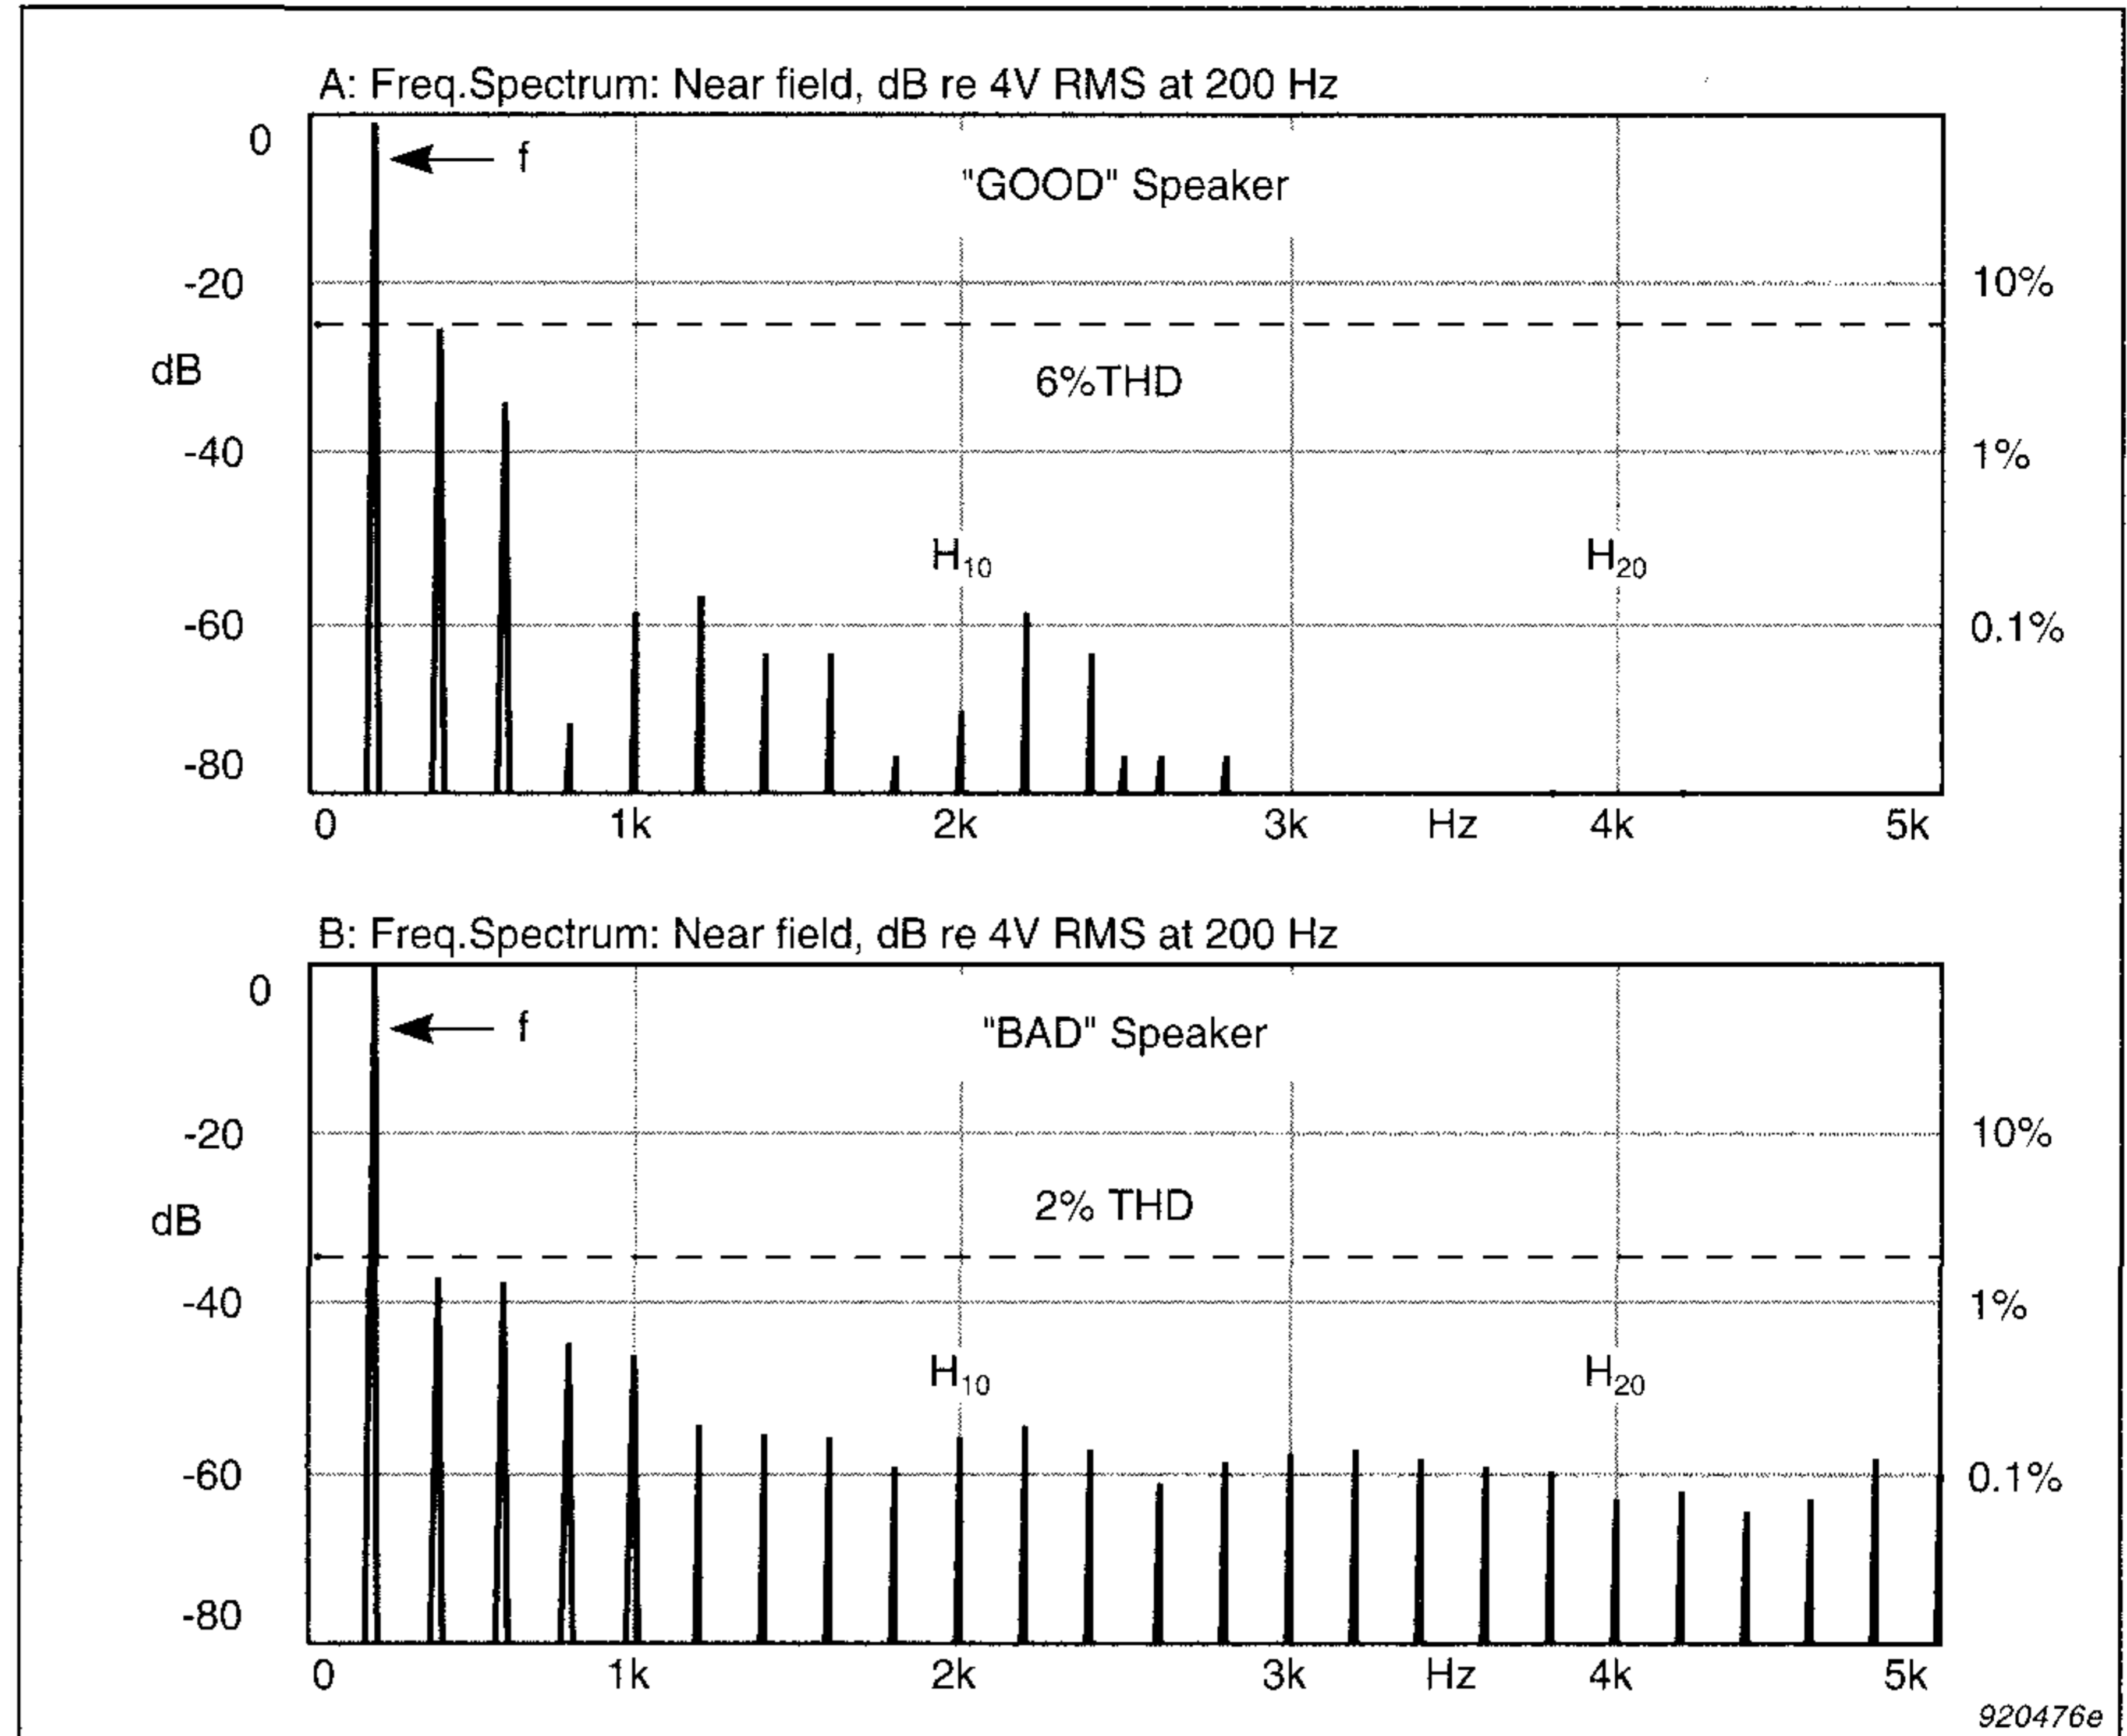 A: Freq.Spectrum: Near field, dB re 4V RMS at 200 Hz
0
f
"GOOD" Speaker
-20
10%
dB
6%THD
-40
1%
H₁₀
H₂₀
-60
0.1%
-80
0 1k 2k 3k Hz 4k 5k
B: Freq.Spectrum: Near field, dB re 4V RMS at 200 Hz
0
f
"BAD" Speaker
-20
10%
2% THD
dB
-40
1%
H₁₀
H₂₀
-60
0.1%
-80
0 1k 2k 3k Hz 4k 5k
920476e